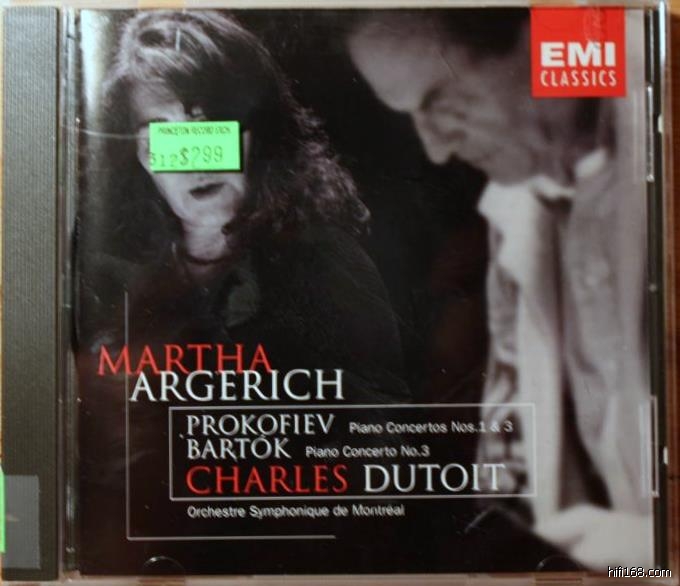 EMI
CLASSICS
PRINCETON RECORD EXCH.
312 $2.99
MARTHA
ARGERICH
PROKOFIEV Piano Concertos Nos.1 & 3
BARTÓK Piano Concerto No.3
CHARLES DUTOIT
Orchestre Symphonique de Montréal
hifi168.com